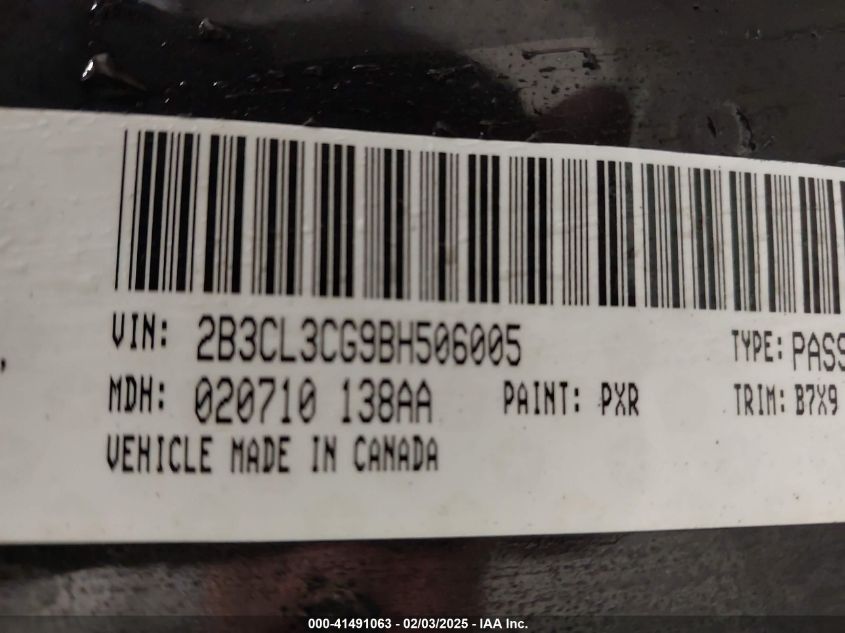 VIN: 2B3CL3CG9BH506005 TYPE: PASS
MDH: 020710 138AA PAINT: PXR TRIM: B7X9
VEHICLE MADE IN CANADA
000-41491063 - 02/03/2025 - IAA Inc.